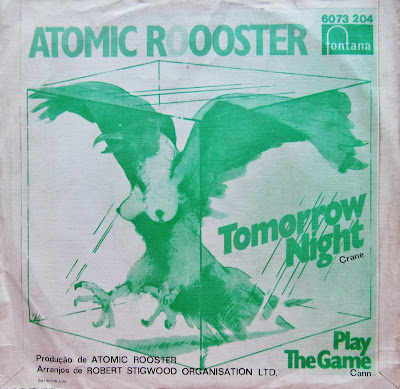 6073 204
ATOMIC ROOOSTER
fontana
Tomorrow
Night
Crane
Play
The Game
Cann
Produção de ATOMIC ROOSTER
Arranjos de ROBERT STIGWOOD ORGANISATION LTD.